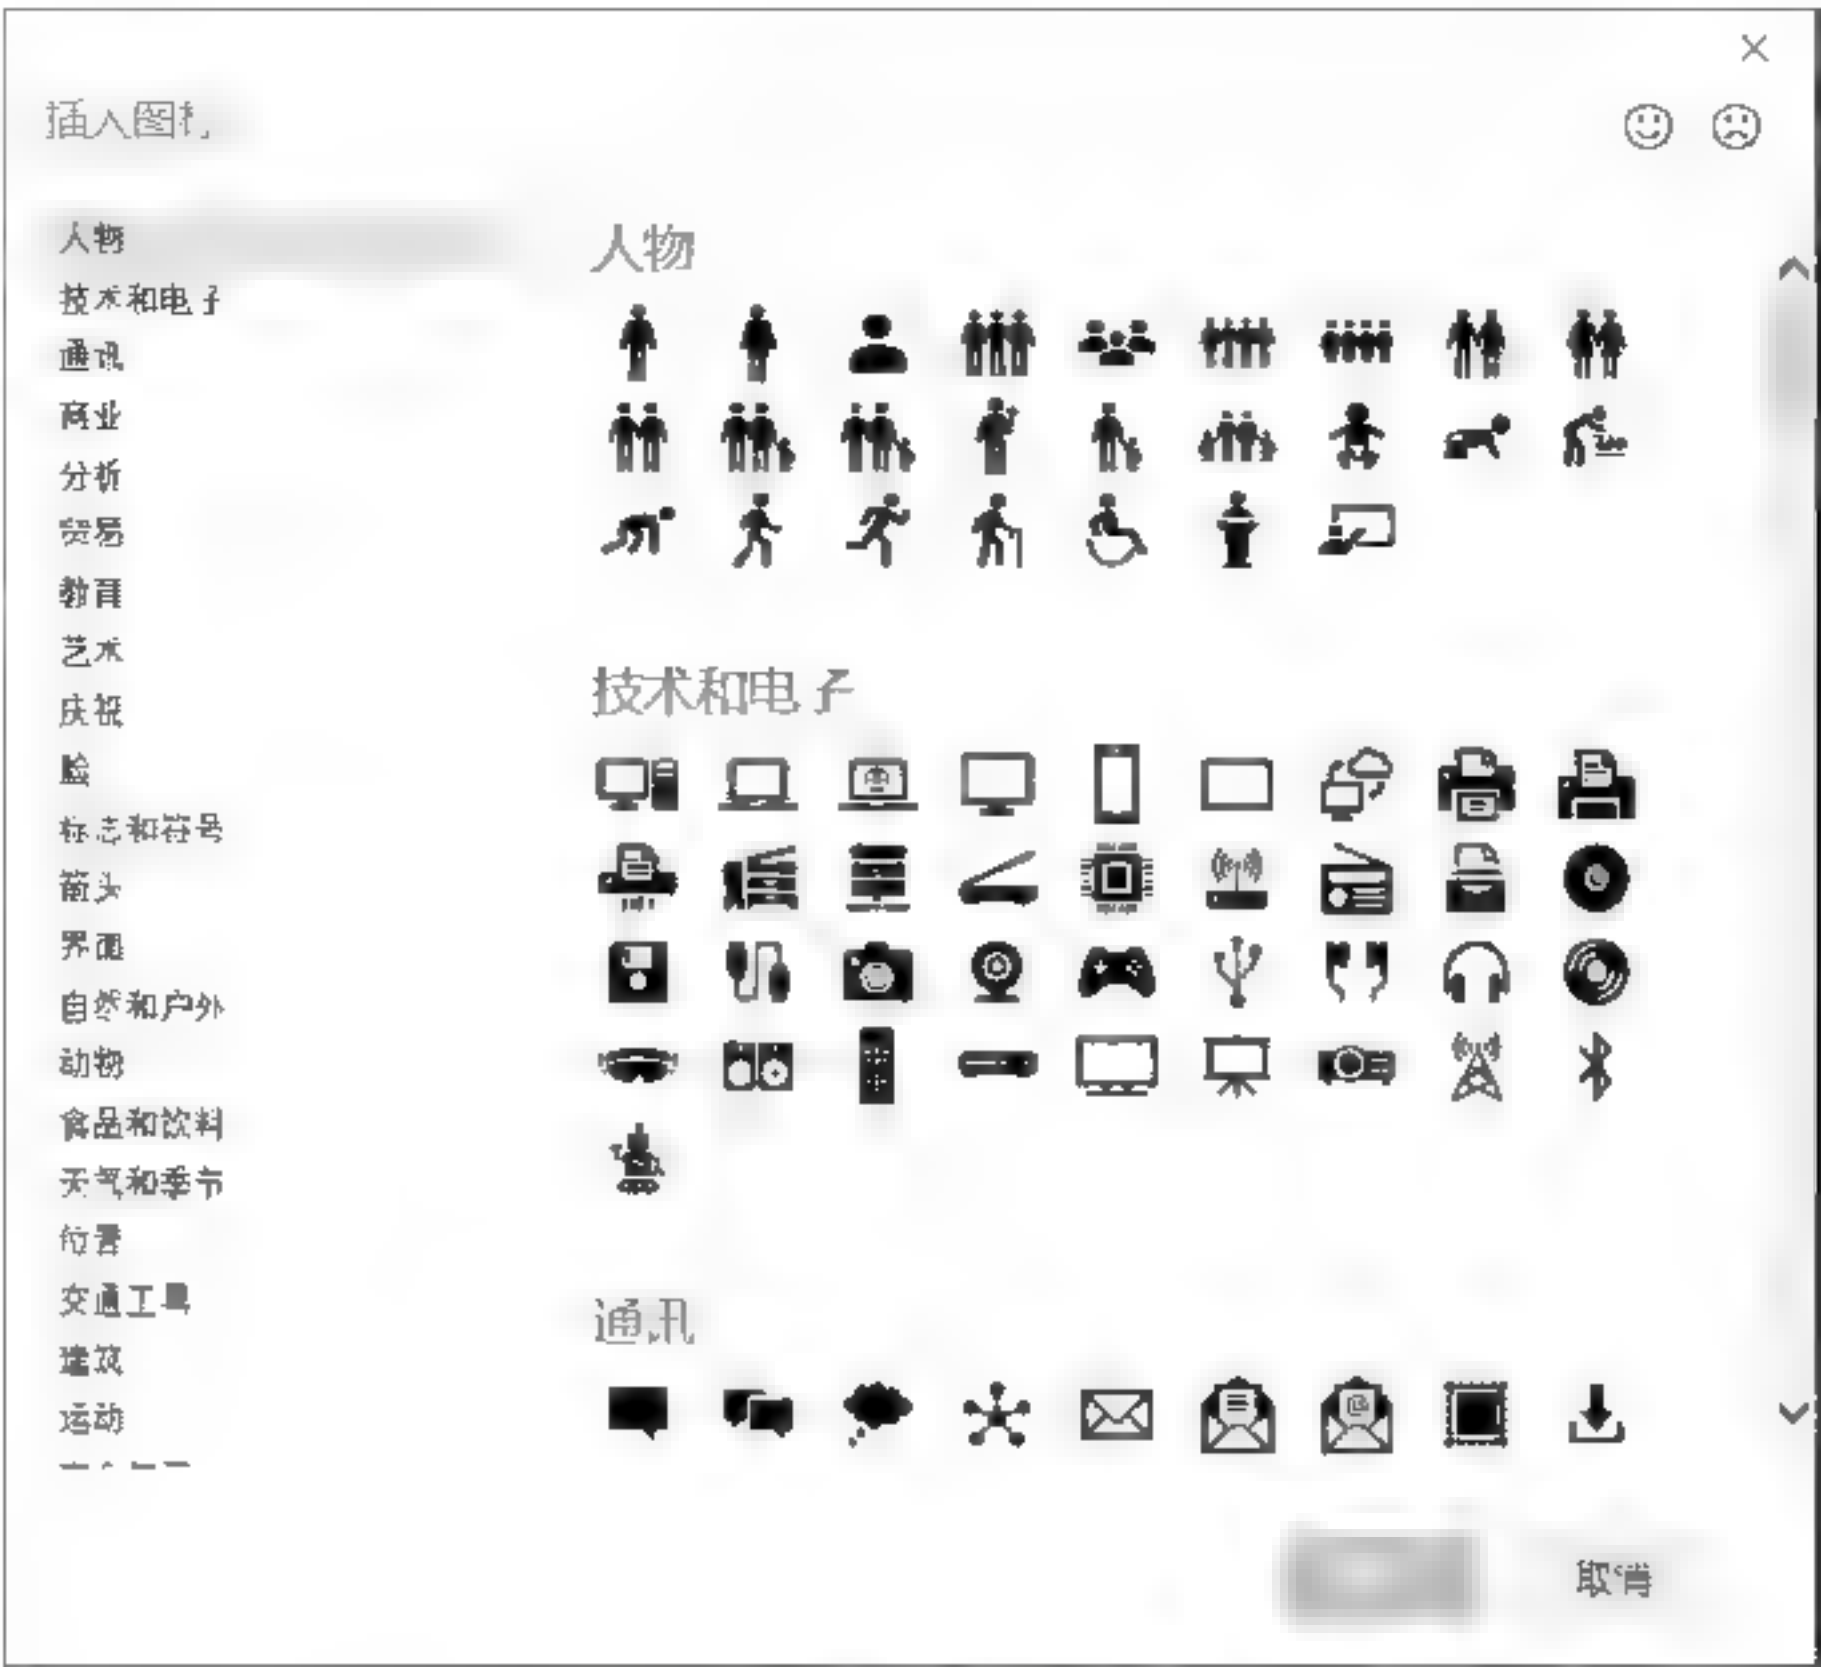 插入图标
人物
技术和电子
通讯
商业
分析
贸易
教育
艺术
庆祝
脸
标志和符号
箭头
界面
自然和户外
动物
食品和饮料
天气和季节
位置
交通工具
建筑
运动
人物
技术和电子
通讯
取消